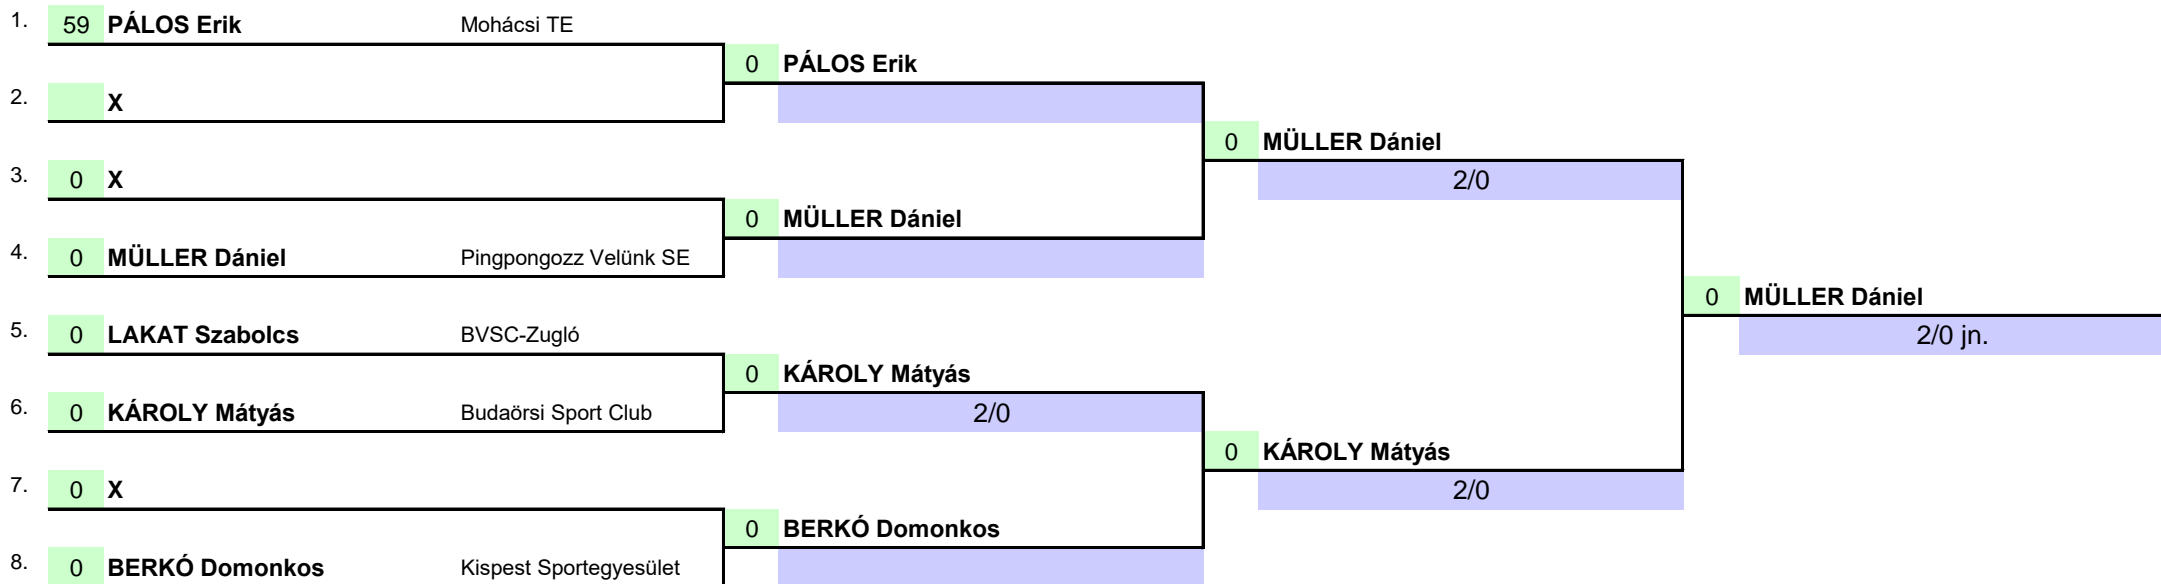 1. 59 PÁLOS Erik Mohácsi TE
0 PÁLOS Erik
2. X
0 MÜLLER Dániel
3. 0 X
2/0
0 MÜLLER Dániel
4. 0 MÜLLER Dániel Pingpongozz Velünk SE
0 MÜLLER Dániel
5. 0 LAKAT Szabolcs BVSC-Zugló
2/0 jn.
0 KÁROLY Mátyás
6. 0 KÁROLY Mátyás Budaörsi Sport Club
2/0
0 KÁROLY Mátyás
7. 0 X
2/0
0 BERKÓ Domonkos
8. 0 BERKÓ Domonkos Kispest Sportegyesület